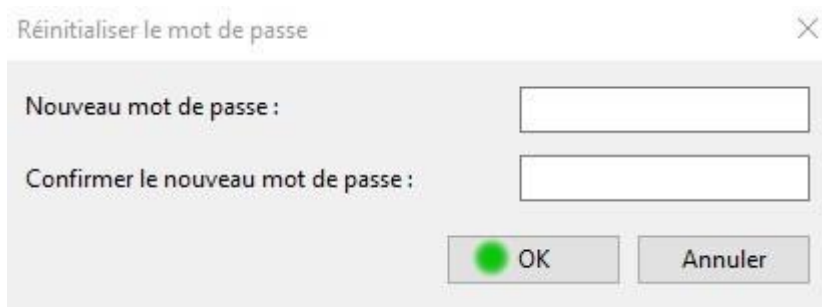 Réinitialiser le mot de passe
Nouveau mot de passe :
Confirmer le nouveau mot de passe :
OK Annuler